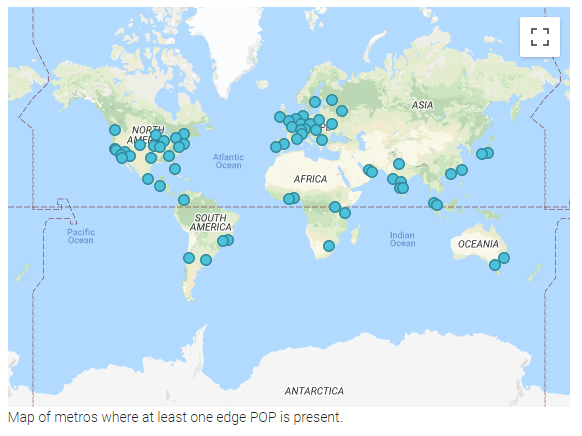 ASIA
NORTH
AMERICA
Atlantic
Ocean
AFRICA
SOUTH
AMERICA
Pacific
Ocean
Indian
Ocean
OCEANIA
ANTARCTICA
Map of metros where at least one edge POP is present.